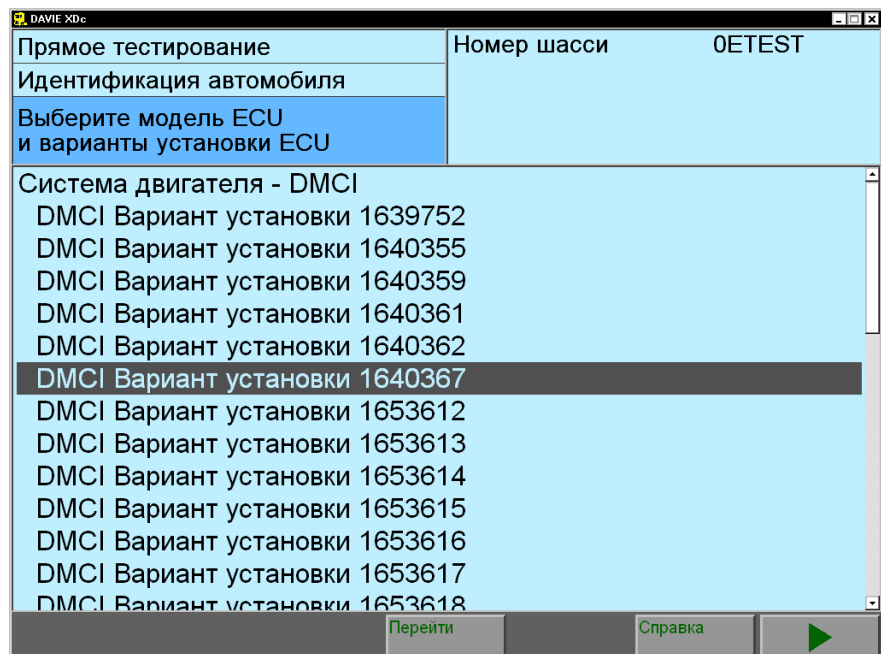 DAVIE XDc
Прямое тестирование
Идентификация автомобиля
Выберите модель ECU
и варианты установки ECU
Номер шасси 0ETEST
Система двигателя - DMCI
DMCI Вариант установки 1639752
DMCI Вариант установки 1640355
DMCI Вариант установки 1640359
DMCI Вариант установки 1640361
DMCI Вариант установки 1640362
DMCI Вариант установки 1640367
DMCI Вариант установки 1653612
DMCI Вариант установки 1653613
DMCI Вариант установки 1653614
DMCI Вариант установки 1653615
DMCI Вариант установки 1653616
DMCI Вариант установки 1653617
DMCI Вариант установки 1653618
Перейти
Справка